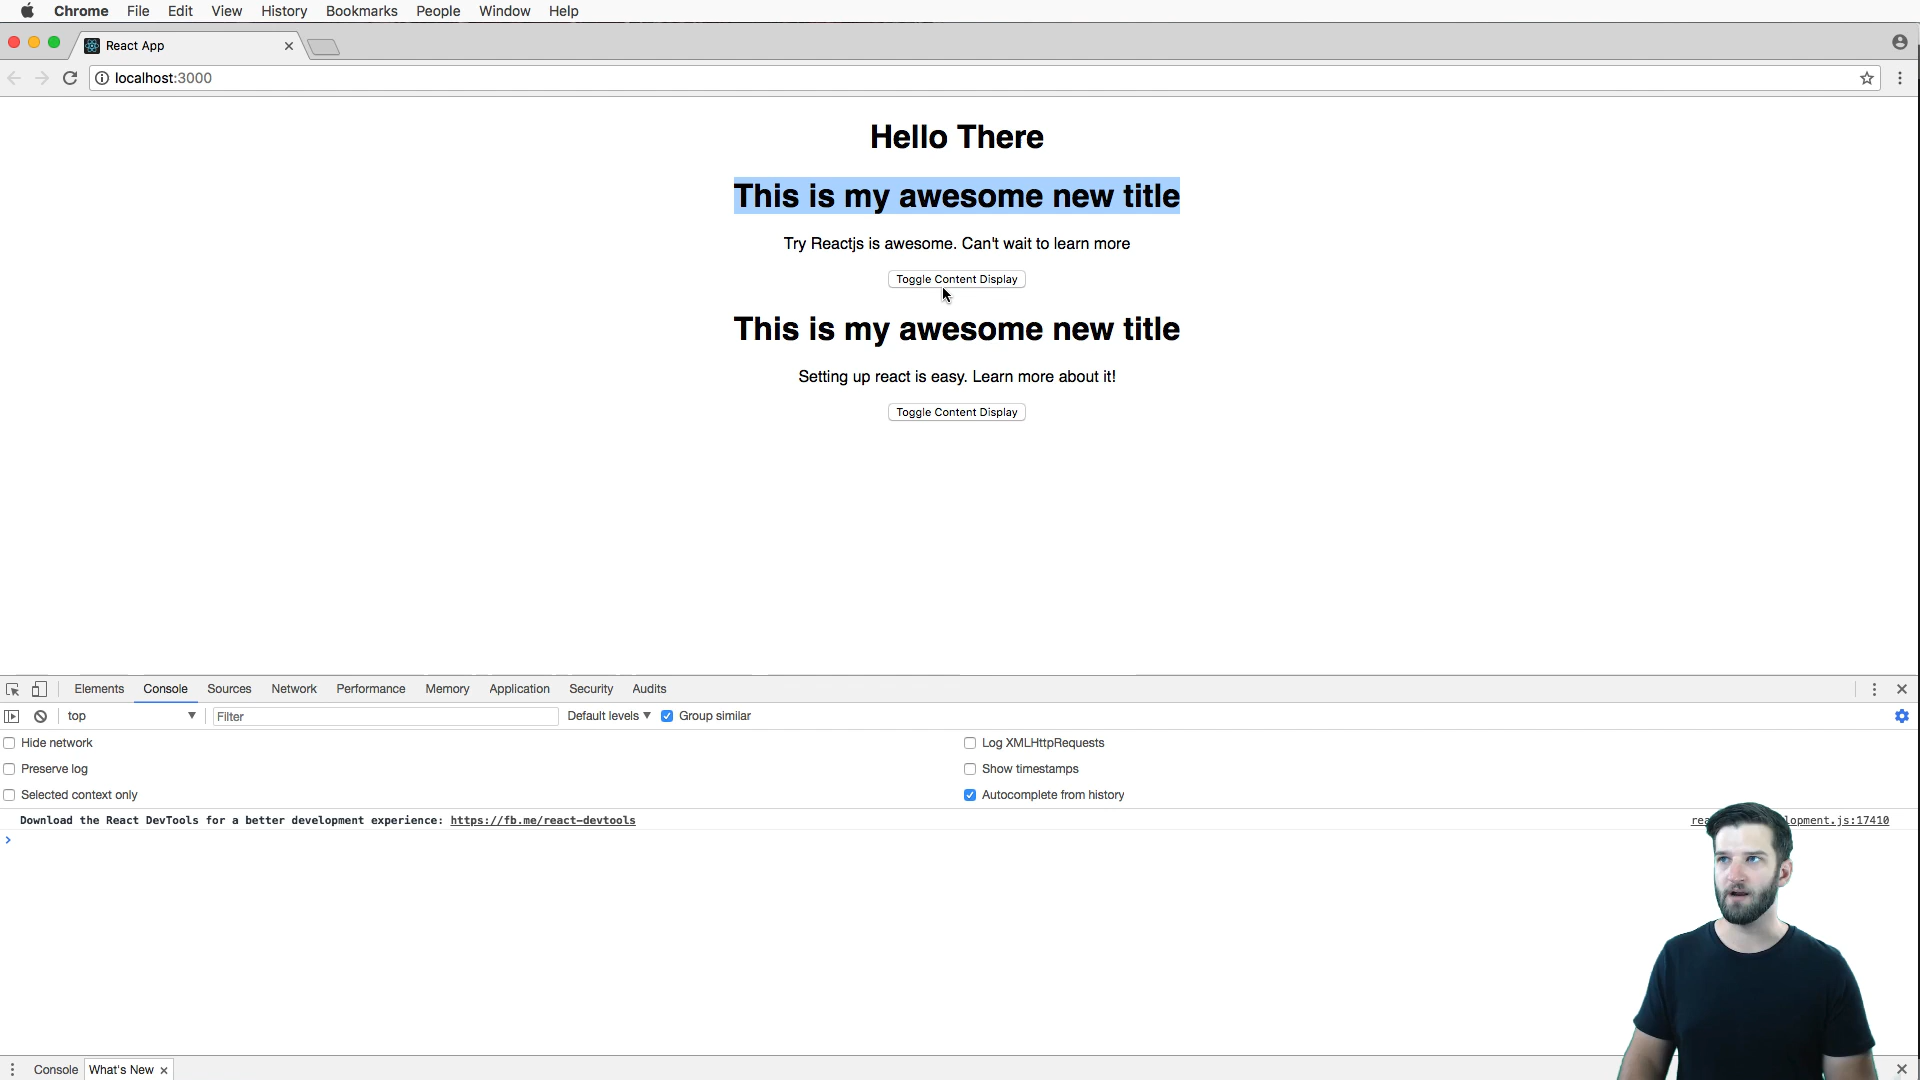 Chrome File Edit View History Bookmarks People Window Help
React App
localhost:3000
Hello There
This is my awesome new title
Try Reactjs is awesome. Can't wait to learn more
Toggle Content Display
This is my awesome new title
Setting up react is easy. Learn more about it!
Toggle Content Display
Elements Console Sources Network Performance Memory Application Security Audits
top Filter Default levels Group similar
Hide network Log XMLHttpRequests
Preserve log Show timestamps
Selected context only Autocomplete from history
Download the React DevTools for a better development experience: https://fb.me/react-devtools
Console What's New